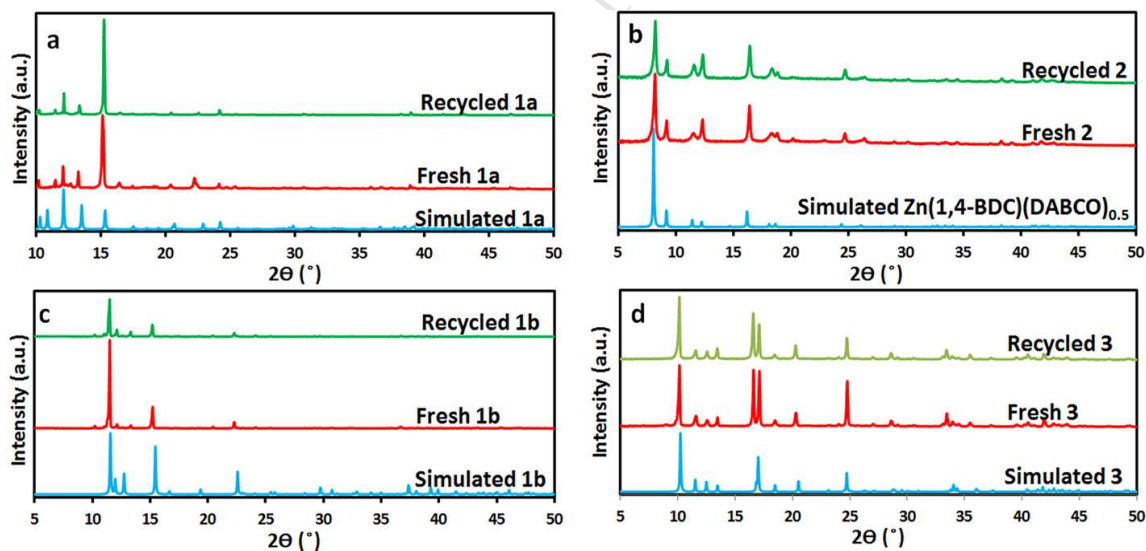 a
Intensity (a.u.)
Recycled 1a
Fresh 1a
Simulated 1a
10 15 20 25 30 35 40 45 50
2Θ (˚)
b
Intensity (a.u.)
Recycled 2
Fresh 2
Simulated Zn(1,4-BDC)(DABCO)0.5
5 10 15 20 25 30 35 40 45 50
2Θ (˚)
c
Intensity (a.u.)
Recycled 1b
Fresh 1b
Simulated 1b
5 10 15 20 25 30 35 40 45 50
2Θ (˚)
d
Intensity (a.u.)
Recycled 3
Fresh 3
Simulated 3
5 10 15 20 25 30 35 40 45 50
2Θ (˚)